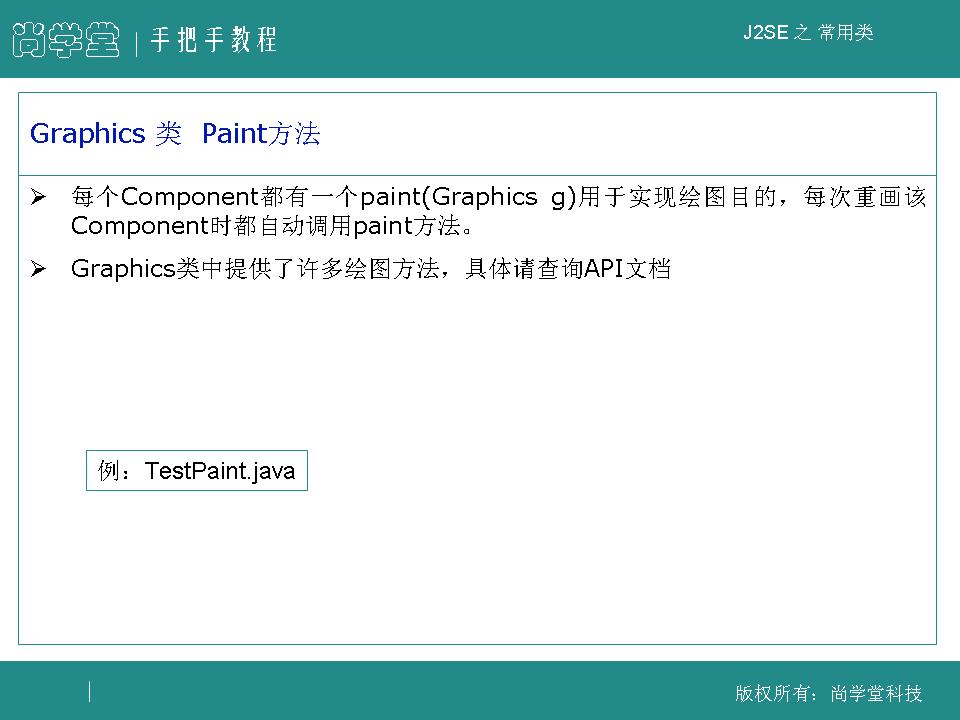 尚学堂 | 手把手教程
J2SE 之 常用类
Graphics 类 Paint方法
➢ 每个Component都有一个paint(Graphics g)用于实现绘图目的，每次重画该
Component时都自动调用paint方法。
➢ Graphics类中提供了许多绘图方法，具体请查询API文档
例：TestPaint.java
版权所有：尚学堂科技